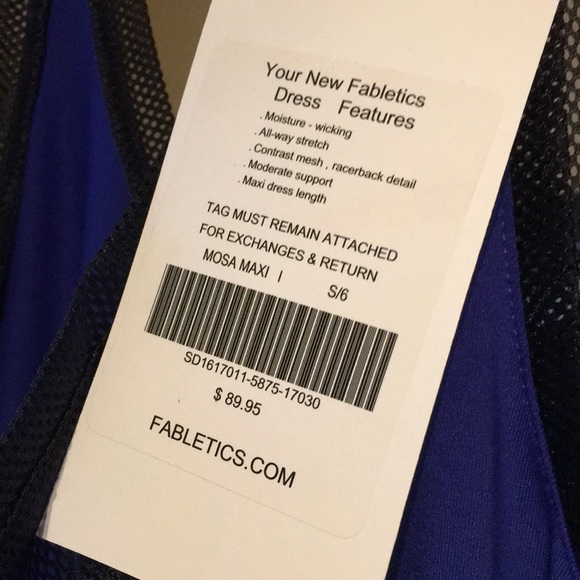 Your New Fabletics
Dress Features
. Moisture - wicking
. All-way stretch
. Contrast mesh , racerback detail
. Moderate support
. Maxi dress length
TAG MUST REMAIN ATTACHED
FOR EXCHANGES & RETURN
MOSA MAXI I S/6
SD1617011-5875-17030
$ 89.95
FABLETICS.COM